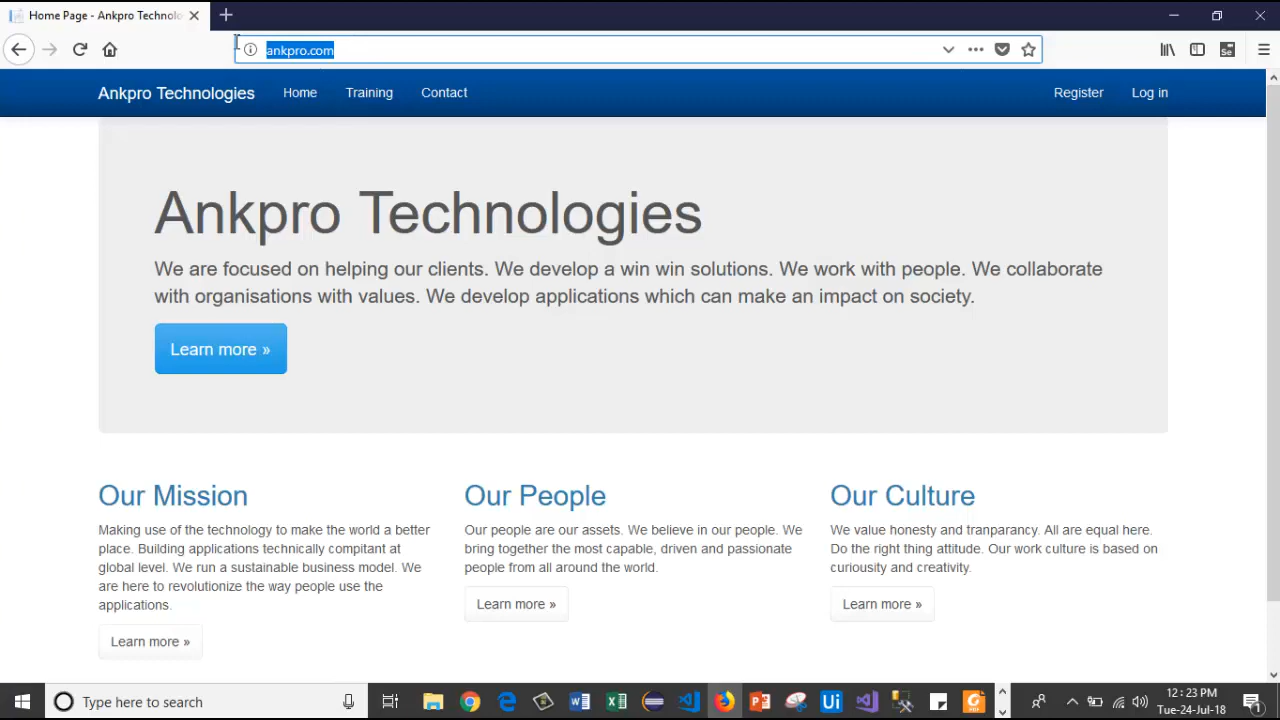 Home Page - Ankpro Technolo
ankpro.com
Ankpro Technologies Home Training Contact Register Log in
Ankpro Technologies
We are focused on helping our clients. We develop a win win solutions. We work with people. We collaborate
with organisations with values. We develop applications which can make an impact on society.
Learn more »
Our Mission
Making use of the technology to make the world a better
place. Building applications technically compitant at
global level. We run a sustainable business model. We
are here to revolutionize the way people use the
applications.
Learn more »
Our People
Our people are our assets. We believe in our people. We
bring together the most capable, driven and passionate
people from all around the world.
Learn more »
Our Culture
We value honesty and tranparancy. All are equal here.
Do the right thing attitude. Our work culture is based on
curiousity and creativity.
Learn more »
Type here to search
Ui
12:23 PM
Tue-24-Jul-18